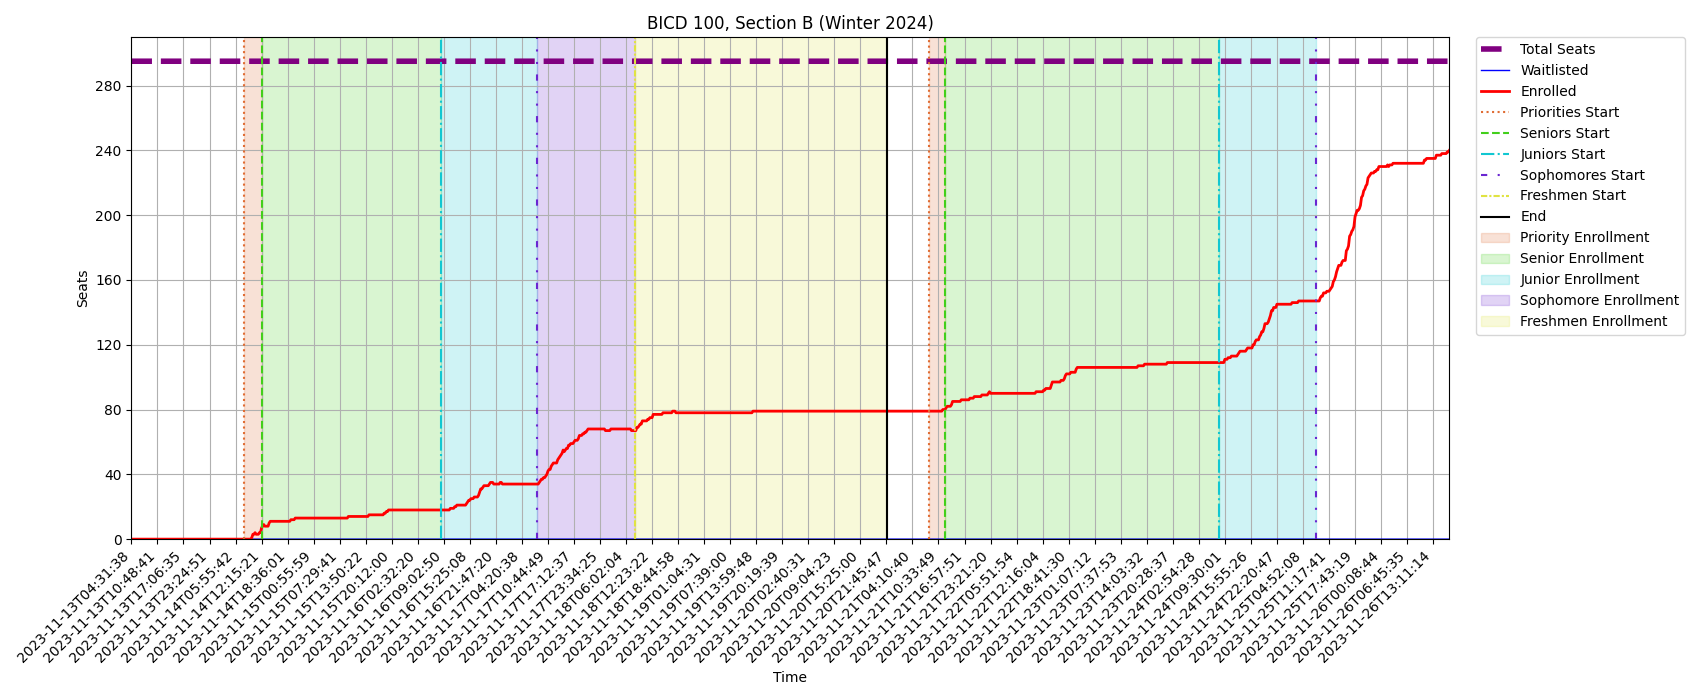 BICD 100, Section B (Winter 2024)
Total Seats
Waitlisted
Enrolled
Priorities Start
Seniors Start
Juniors Start
Sophomores Start
Freshmen Start
End
Priority Enrollment
Senior Enrollment
Junior Enrollment
Sophomore Enrollment
Freshmen Enrollment
Seats
280
240
200
160
120
80
40
0
2023-11-13T04:31:38
2023-11-13T10:48:41
2023-11-13T17:06:35
2023-11-13T23:24:51
2023-11-14T05:55:42
2023-11-14T12:15:21
2023-11-14T18:36:01
2023-11-15T00:55:59
2023-11-15T07:29:41
2023-11-15T13:50:22
2023-11-15T20:12:00
2023-11-16T02:32:20
2023-11-16T09:02:50
2023-11-16T15:25:08
2023-11-16T21:47:20
2023-11-17T04:20:38
2023-11-17T10:44:49
2023-11-17T17:12:37
2023-11-17T23:34:25
2023-11-18T06:02:04
2023-11-18T12:23:22
2023-11-18T18:44:58
2023-11-19T01:04:31
2023-11-19T07:39:00
2023-11-19T13:59:48
2023-11-19T20:19:39
2023-11-20T02:40:31
2023-11-20T09:04:23
2023-11-20T15:25:00
2023-11-20T21:45:47
2023-11-21T04:10:40
2023-11-21T10:33:49
2023-11-21T16:57:51
2023-11-21T23:21:20
2023-11-22T05:51:54
2023-11-22T12:16:04
2023-11-22T18:41:30
2023-11-23T01:07:12
2023-11-23T07:37:53
2023-11-23T14:03:32
2023-11-23T20:28:37
2023-11-24T02:54:28
2023-11-24T09:30:01
2023-11-24T15:55:26
2023-11-24T22:20:47
2023-11-25T04:52:08
2023-11-25T11:17:41
2023-11-25T17:43:19
2023-11-26T00:08:44
2023-11-26T06:45:35
2023-11-26T13:11:14
Time